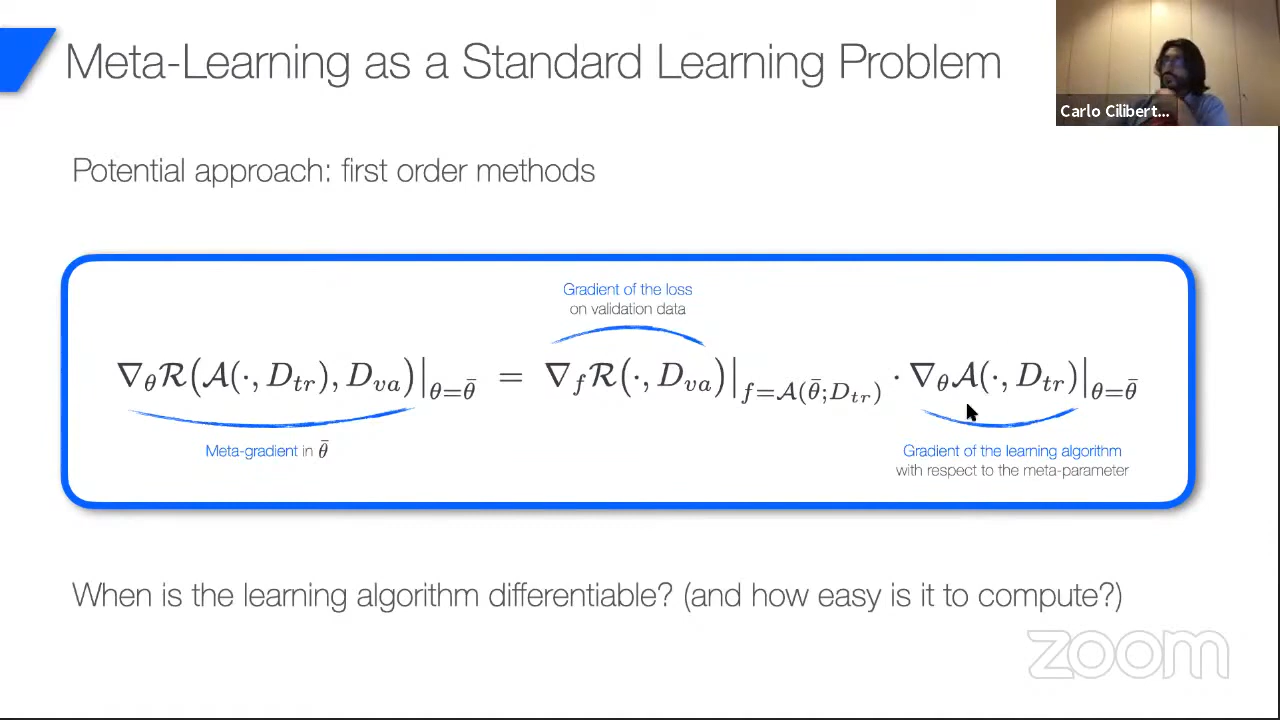 Meta-Learning as a Standard Learning Problem
Carlo Cilibert...
Potential approach: first order methods
Gradient of the loss
on validation data
∇_θ R(A(·, D_tr), D_va)|_{θ=θ̄} = ∇_f R(·, D_va)|_{f=A(θ̄;D_tr)} · ∇_θ A(·, D_tr)|_{θ=θ̄}
Meta-gradient in θ̄
Gradient of the learning algorithm
with respect to the meta-parameter
When is the learning algorithm differentiable? (and how easy is it to compute?)
zoom